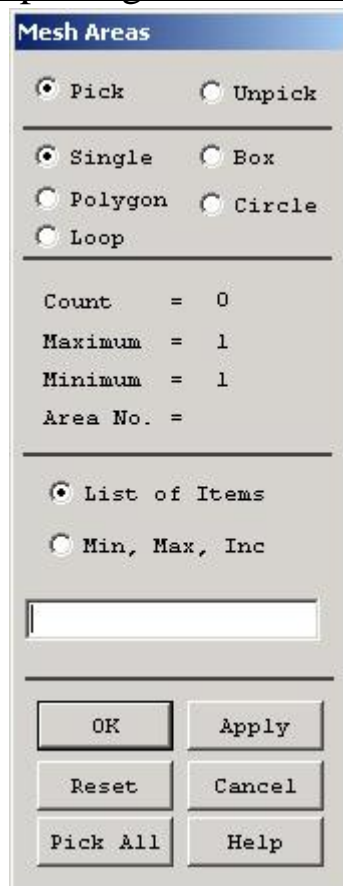 Mesh Areas
Pick Unpick
Single Box
Polygon Circle
Loop
Count = 0
Maximum = 1
Minimum = 1
Area No. =
List of Items
Min, Max, Inc
OK Apply
Reset Cancel
Pick All Help